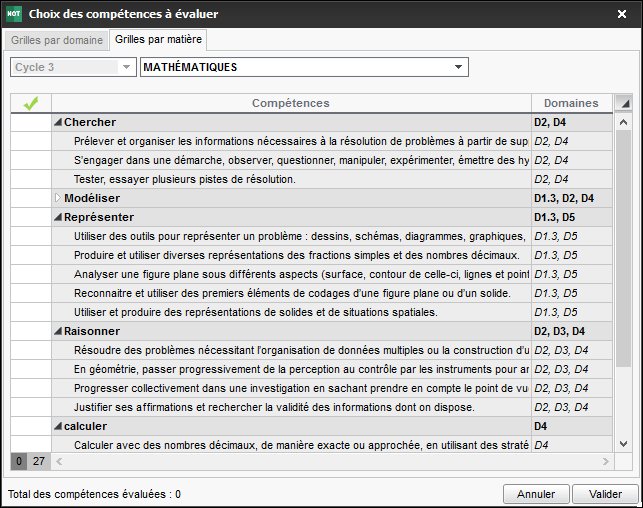 HOT Choix des compétences à évaluer
Grilles par domaine Grilles par matière
Cycle 3 MATHÉMATIQUES
Compétences Domaines
Chercher D2, D4
Prélever et organiser les informations nécessaires à la résolution de problèmes à partir de sup D2, D4
S'engager dans une démarche, observer, questionner, manipuler, expérimenter, émettre des hy D2, D4
Tester, essayer plusieurs pistes de résolution. D2, D4
Modéliser D1.3, D2, D4
Représenter D1.3, D5
Utiliser des outils pour représenter un problème : dessins, schémas, diagrammes, graphiques, D1.3, D5
Produire et utiliser diverses représentations des fractions simples et des nombres décimaux. D1.3, D5
Analyser une figure plane sous différents aspects (surface, contour de celle-ci, lignes et point D1.3, D5
Reconnaitre et utiliser des premiers éléments de codages d'une figure plane ou d'un solide. D1.3, D5
Utiliser et produire des représentations de solides et de situations spatiales. D1.3, D5
Raisonner D2, D3, D4
Résoudre des problèmes nécessitant l'organisation de données multiples ou la construction d'u D2, D3, D4
En géométrie, passer progressivement de la perception au contrôle par les instruments pour am D2, D3, D4
Progresser collectivement dans une investigation en sachant prendre en compte le point de vue D2, D3, D4
Justifier ses affirmations et rechercher la validité des informations dont on dispose. D2, D3, D4
calculer D4
Calculer avec des nombres décimaux, de manière exacte ou approchée, en utilisant des straté D4
0 27
Total des compétences évaluées : 0 Annuler Valider